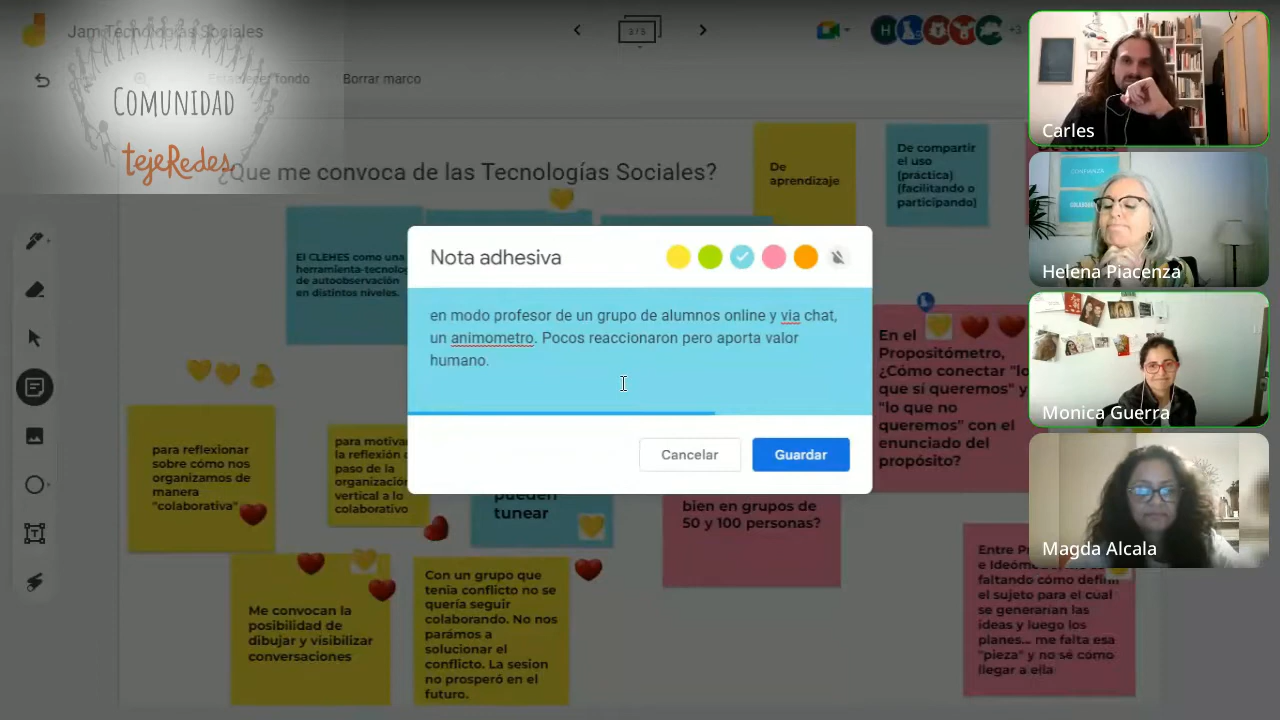 Jam Tecnologías Sociales
3 / 5
H
+3
Establecer fondo
Borrar marco
COMUNIDAD
tejeRedes
¿Que me convoca de las Tecnologías Sociales?
De
aprendizaje
De compartir
el uso
(práctica)
(facilitando o
participando)
El CLEHES como una
herramienta-tecnolog
de autoobservación
en distintos niveles.
Nota adhesiva
en modo profesor de un grupo de alumnos online y via chat,
un animometro. Pocos reaccionaron pero aporta valor
humano.
Cancelar
Guardar
En el
Propositómetro,
¿Cómo conectar "lo
que sí queremos" y
"lo que no
queremos" con el
enunciado del
propósito?
para reflexionar
sobre cómo nos
organizamos de
manera
"colaborativa"
para motivar
la reflexión
paso de la
organización
vertical a lo
colaborativo
pueden
tunear
bien en grupos de
50 y 100 personas?
Me convocan la
posibilidad de
dibujar y visibilizar
conversaciones
Con un grupo que
tenia conflicto no se
quería seguir
colaborando. No nos
parámos a
solucionar el
conflicto. La sesion
no prosperó en el
futuro.
faltando cómo
el sujeto para el cual
se generarían las
ideas y luego los
planes... me falta esa
"pieza" y no sé cómo
llegar a ella
Carles
CONFIANZA
Helena Piacenza
Monica Guerra
Magda Alcala